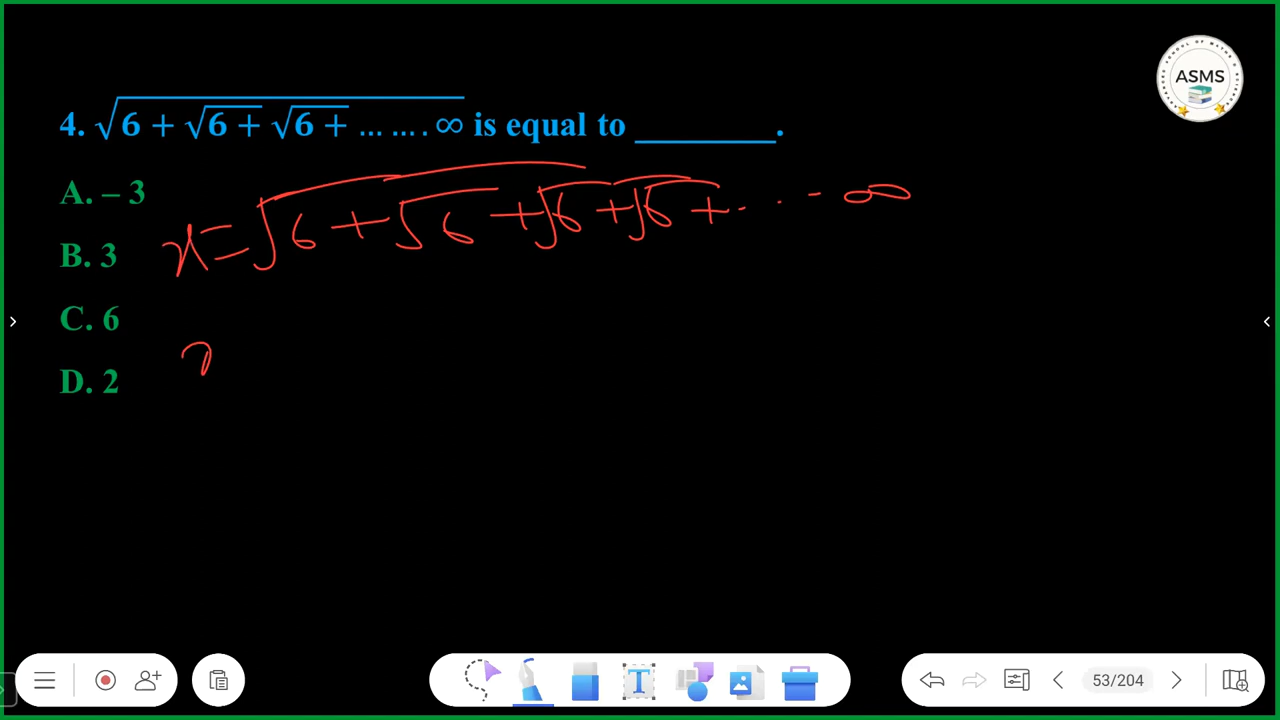 ASMS
4. √6 + √6 + √6 + ... ... . ∞ is equal to ________.
A. – 3
x = √6 + √6 + √6 + √6 + . . . - ∞
B. 3
C. 6
D. 2
53/204